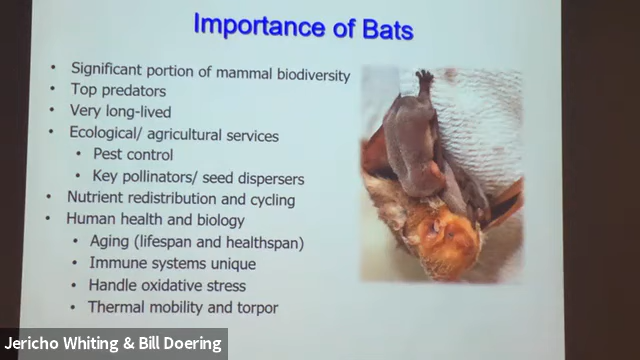 Importance of Bats
• Significant portion of mammal biodiversity
• Top predators
• Very long-lived
• Ecological/ agricultural services
• Pest control
• Key pollinators/ seed dispersers
• Nutrient redistribution and cycling
• Human health and biology
• Aging (lifespan and healthspan)
• Immune systems unique
• Handle oxidative stress
• Thermal mobility and torpor
Jericho Whiting & Bill Doering